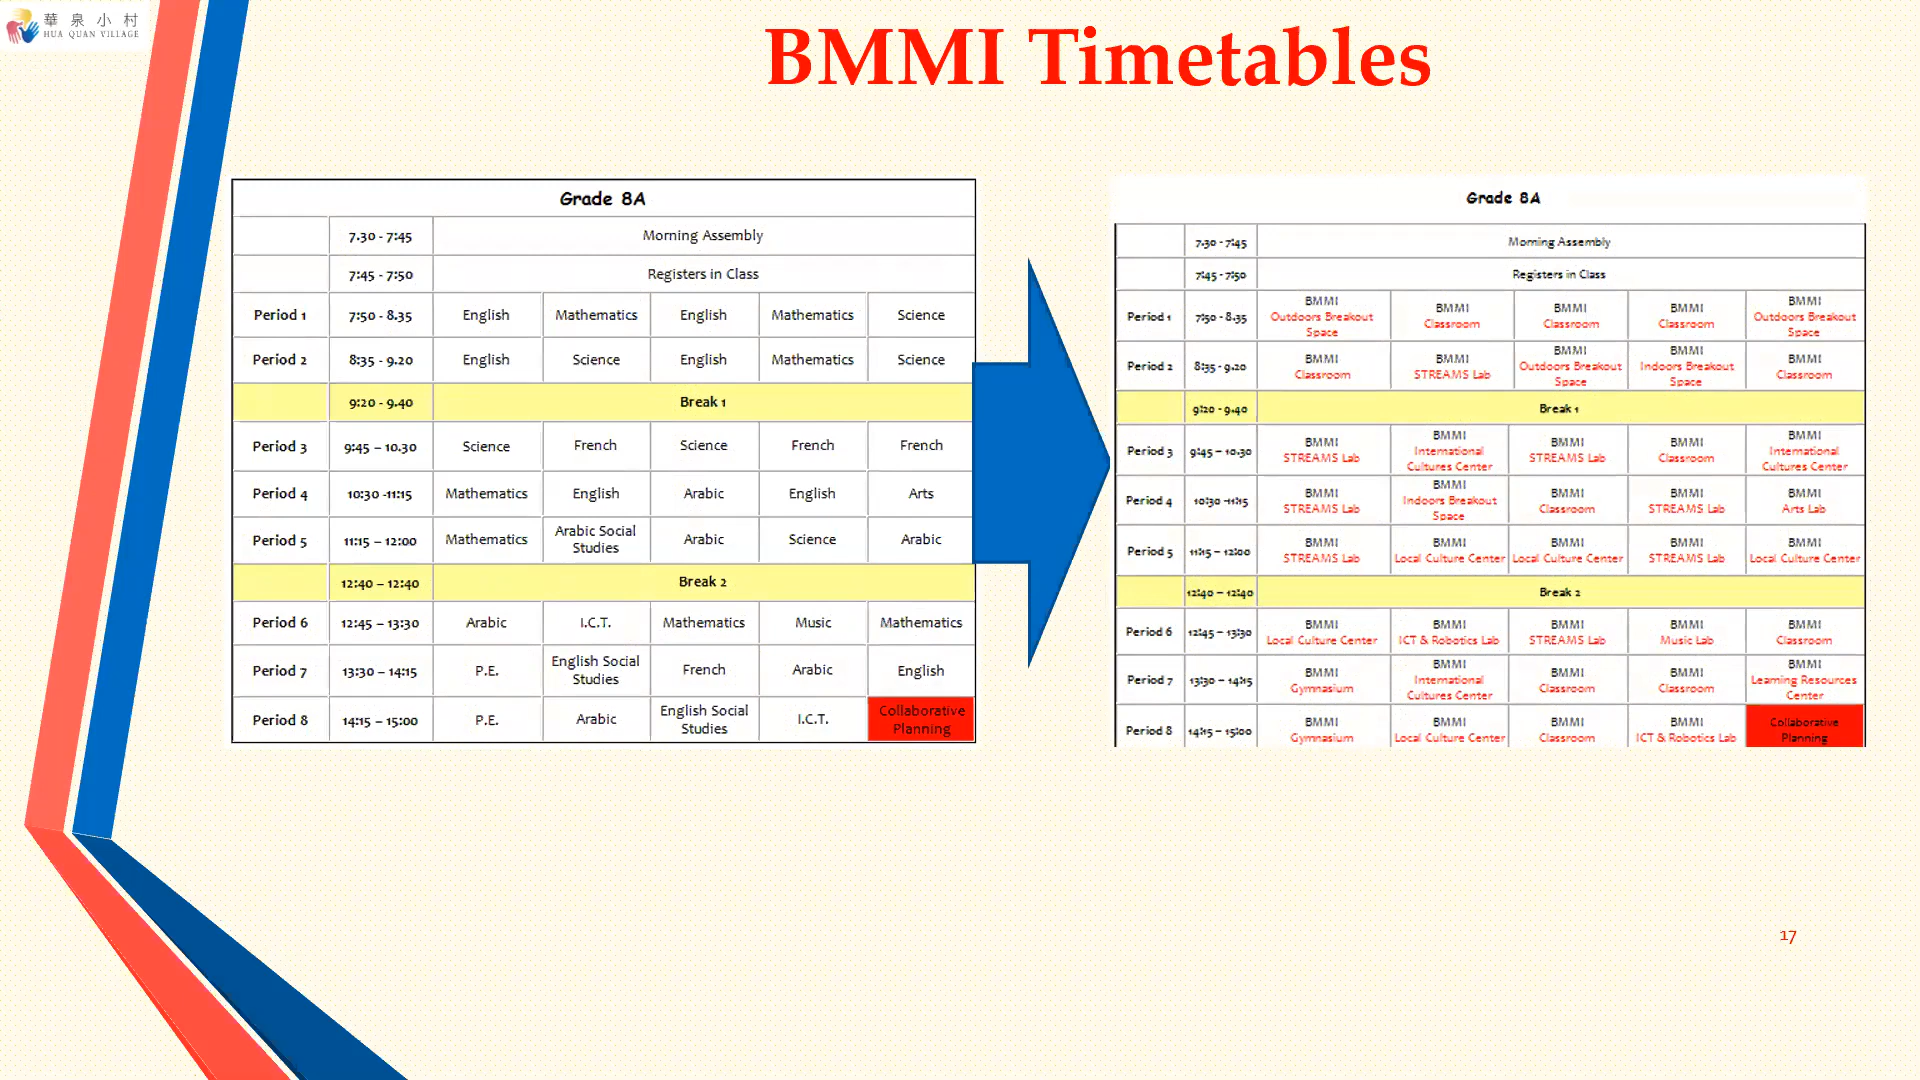 華泉小村
HUA QUAN VILLAGE
BMMI Timetables
Grade 8A
7.30 - 7:45 Morning Assembly
7:45 - 7:50 Registers in Class
Period 1 7:50 - 8.35 English Mathematics English Mathematics Science
Period 2 8:35 - 9.20 English Science English Mathematics Science
9:20 - 9.40 Break 1
Period 3 9:45 – 10.30 Science French Science French French
Period 4 10:30 -11:15 Mathematics English Arabic English Arts
Period 5 11:15 – 12:00 Mathematics Arabic Social Studies Arabic Science Arabic
12:40 – 12:40 Break 2
Period 6 12:45 – 13:30 Arabic I.C.T. Mathematics Music Mathematics
Period 7 13:30 – 14:15 P.E. English Social Studies French Arabic English
Period 8 14:15 – 15:00 P.E. Arabic English Social Studies I.C.T. Collaborative Planning
Grade 8A
7.30 - 7:45 Morning Assembly
7:45 - 7:50 Registers in Class
Period 1 7:50 - 8.35 BMMI Outdoors Breakout Space BMMI Classroom BMMI Classroom BMMI Classroom BMMI Outdoors Breakout Space
Period 2 8:35 - 9.20 BMMI Classroom BMMI STREAMS Lab BMMI Outdoors Breakout Space BMMI Indoors Breakout Space BMMI Classroom
9:20 - 9.40 Break 1
Period 3 9:45 – 10.30 BMMI STREAMS Lab BMMI International Cultures Center BMMI STREAMS Lab BMMI Classroom BMMI International Cultures Center
Period 4 10:30 -11:15 BMMI STREAMS Lab BMMI Indoors Breakout Space BMMI Classroom BMMI STREAMS Lab BMMI Arts Lab
Period 5 11:15 – 12:00 BMMI STREAMS Lab BMMI Local Culture Center BMMI Local Culture Center BMMI STREAMS Lab BMMI Local Culture Center
12:40 – 12:40 Break 2
Period 6 12:45 – 13:30 BMMI Local Culture Center BMMI ICT & Robotics Lab BMMI STREAMS Lab BMMI Music Lab BMMI Classroom
Period 7 13:30 – 14:15 BMMI Gymnasium BMMI International Cultures Center BMMI Classroom BMMI Classroom BMMI Learning Resources Center
Period 8 14:15 – 15:00 BMMI Gymnasium BMMI Local Culture Center BMMI Classroom BMMI ICT & Robotics Lab Collaborative Planning
17